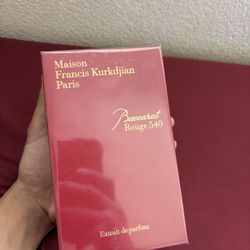 Maison
Francis Kurkdjian
Paris
Baccarat
Rouge 540
Extrait de parfum